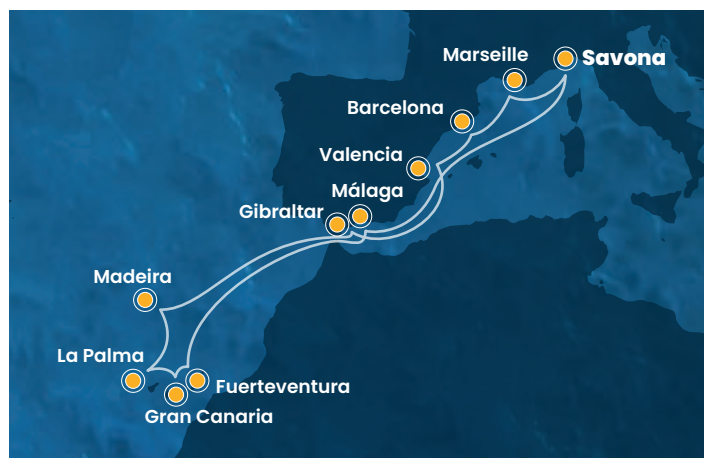 Marseille
Savona
Barcelona
Valencia
Málaga
Gibraltar
Madeira
La Palma
Fuerteventura
Gran Canaria